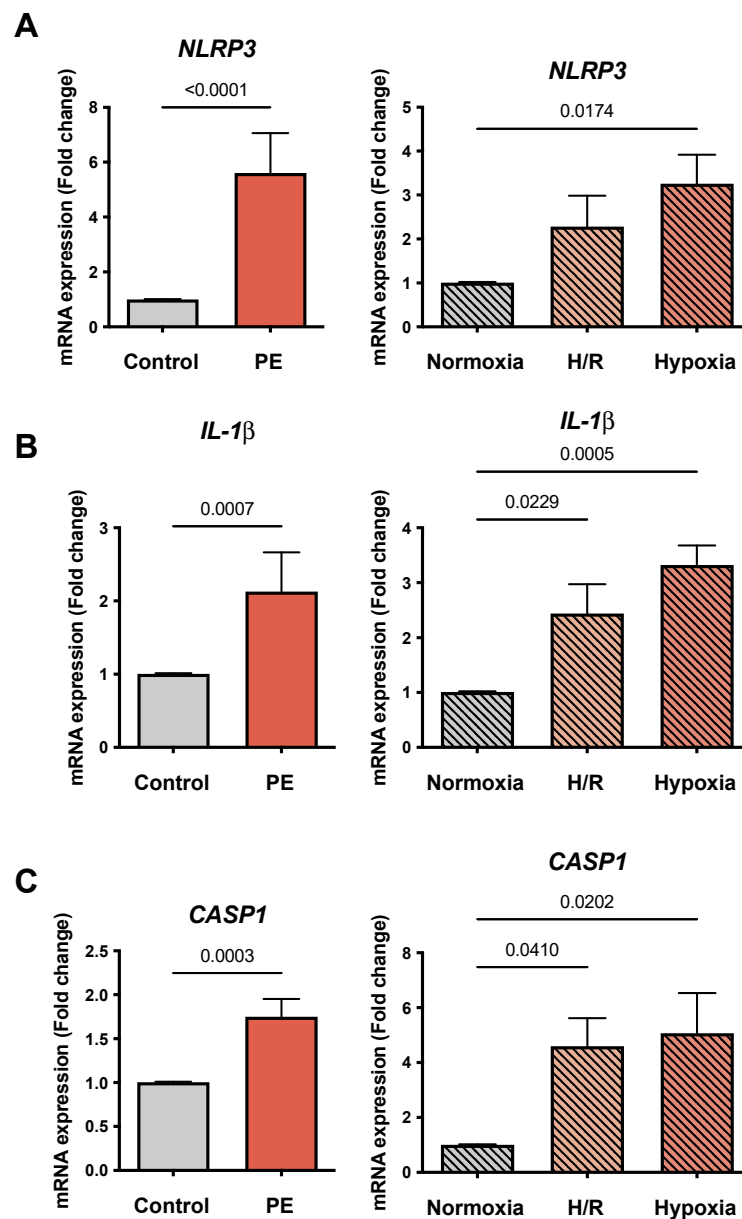 A
NLRP3
<0.0001
mRNA expression (Fold change)
8
6
4
2
0
Control PE
NLRP3
0.0174
mRNA expression (Fold change)
5
4
3
2
1
0
Normoxia H/R Hypoxia
B
IL-1β
0.0007
mRNA expression (Fold change)
3
2
1
0
Control PE
IL-1β
0.0005
0.0229
mRNA expression (Fold change)
4
3
2
1
0
Normoxia H/R Hypoxia
C
CASP1
0.0003
mRNA expression (Fold change)
2.5
2.0
1.5
1.0
0.5
0.0
Control PE
CASP1
0.0202
0.0410
mRNA expression (Fold change)
8
6
4
2
0
Normoxia H/R Hypoxia